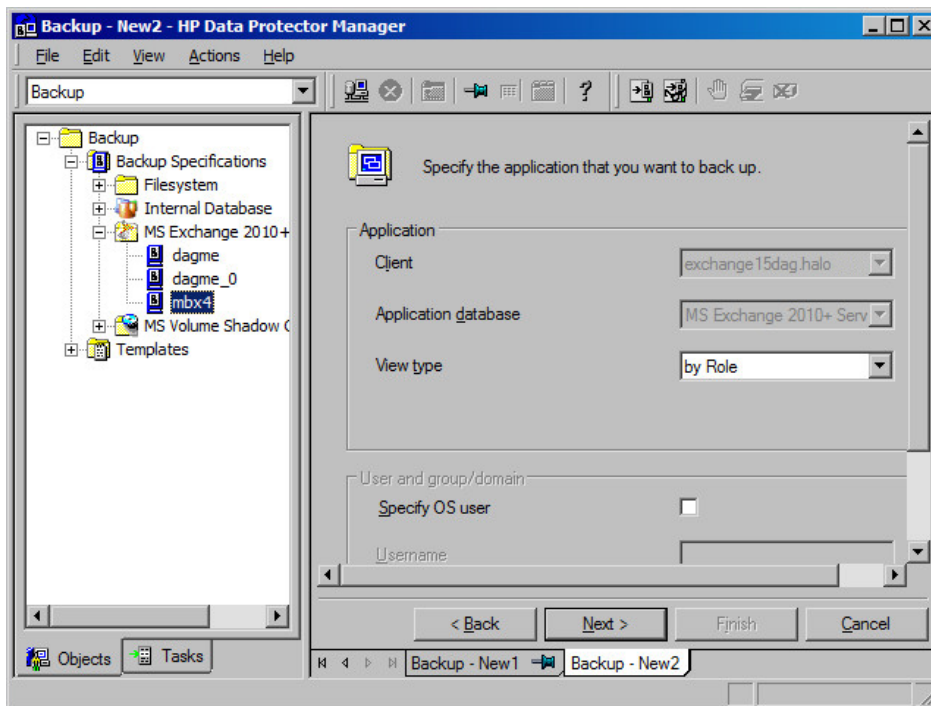 Backup - New2 - HP Data Protector Manager
File Edit View Actions Help
Backup
Backup
Backup Specifications
Filesystem
Internal Database
MS Exchange 2010+
dagme
dagme_0
mbx4
MS Volume Shadow C
Templates
Objects
Tasks
Specify the application that you want to back up.
Application
Client
exchange15dag.halo
Application database
MS Exchange 2010+ Serv
View type
by Role
User and group/domain
Specify OS user
Username
< Back
Next >
Finish
Cancel
Backup - New1
Backup - New2